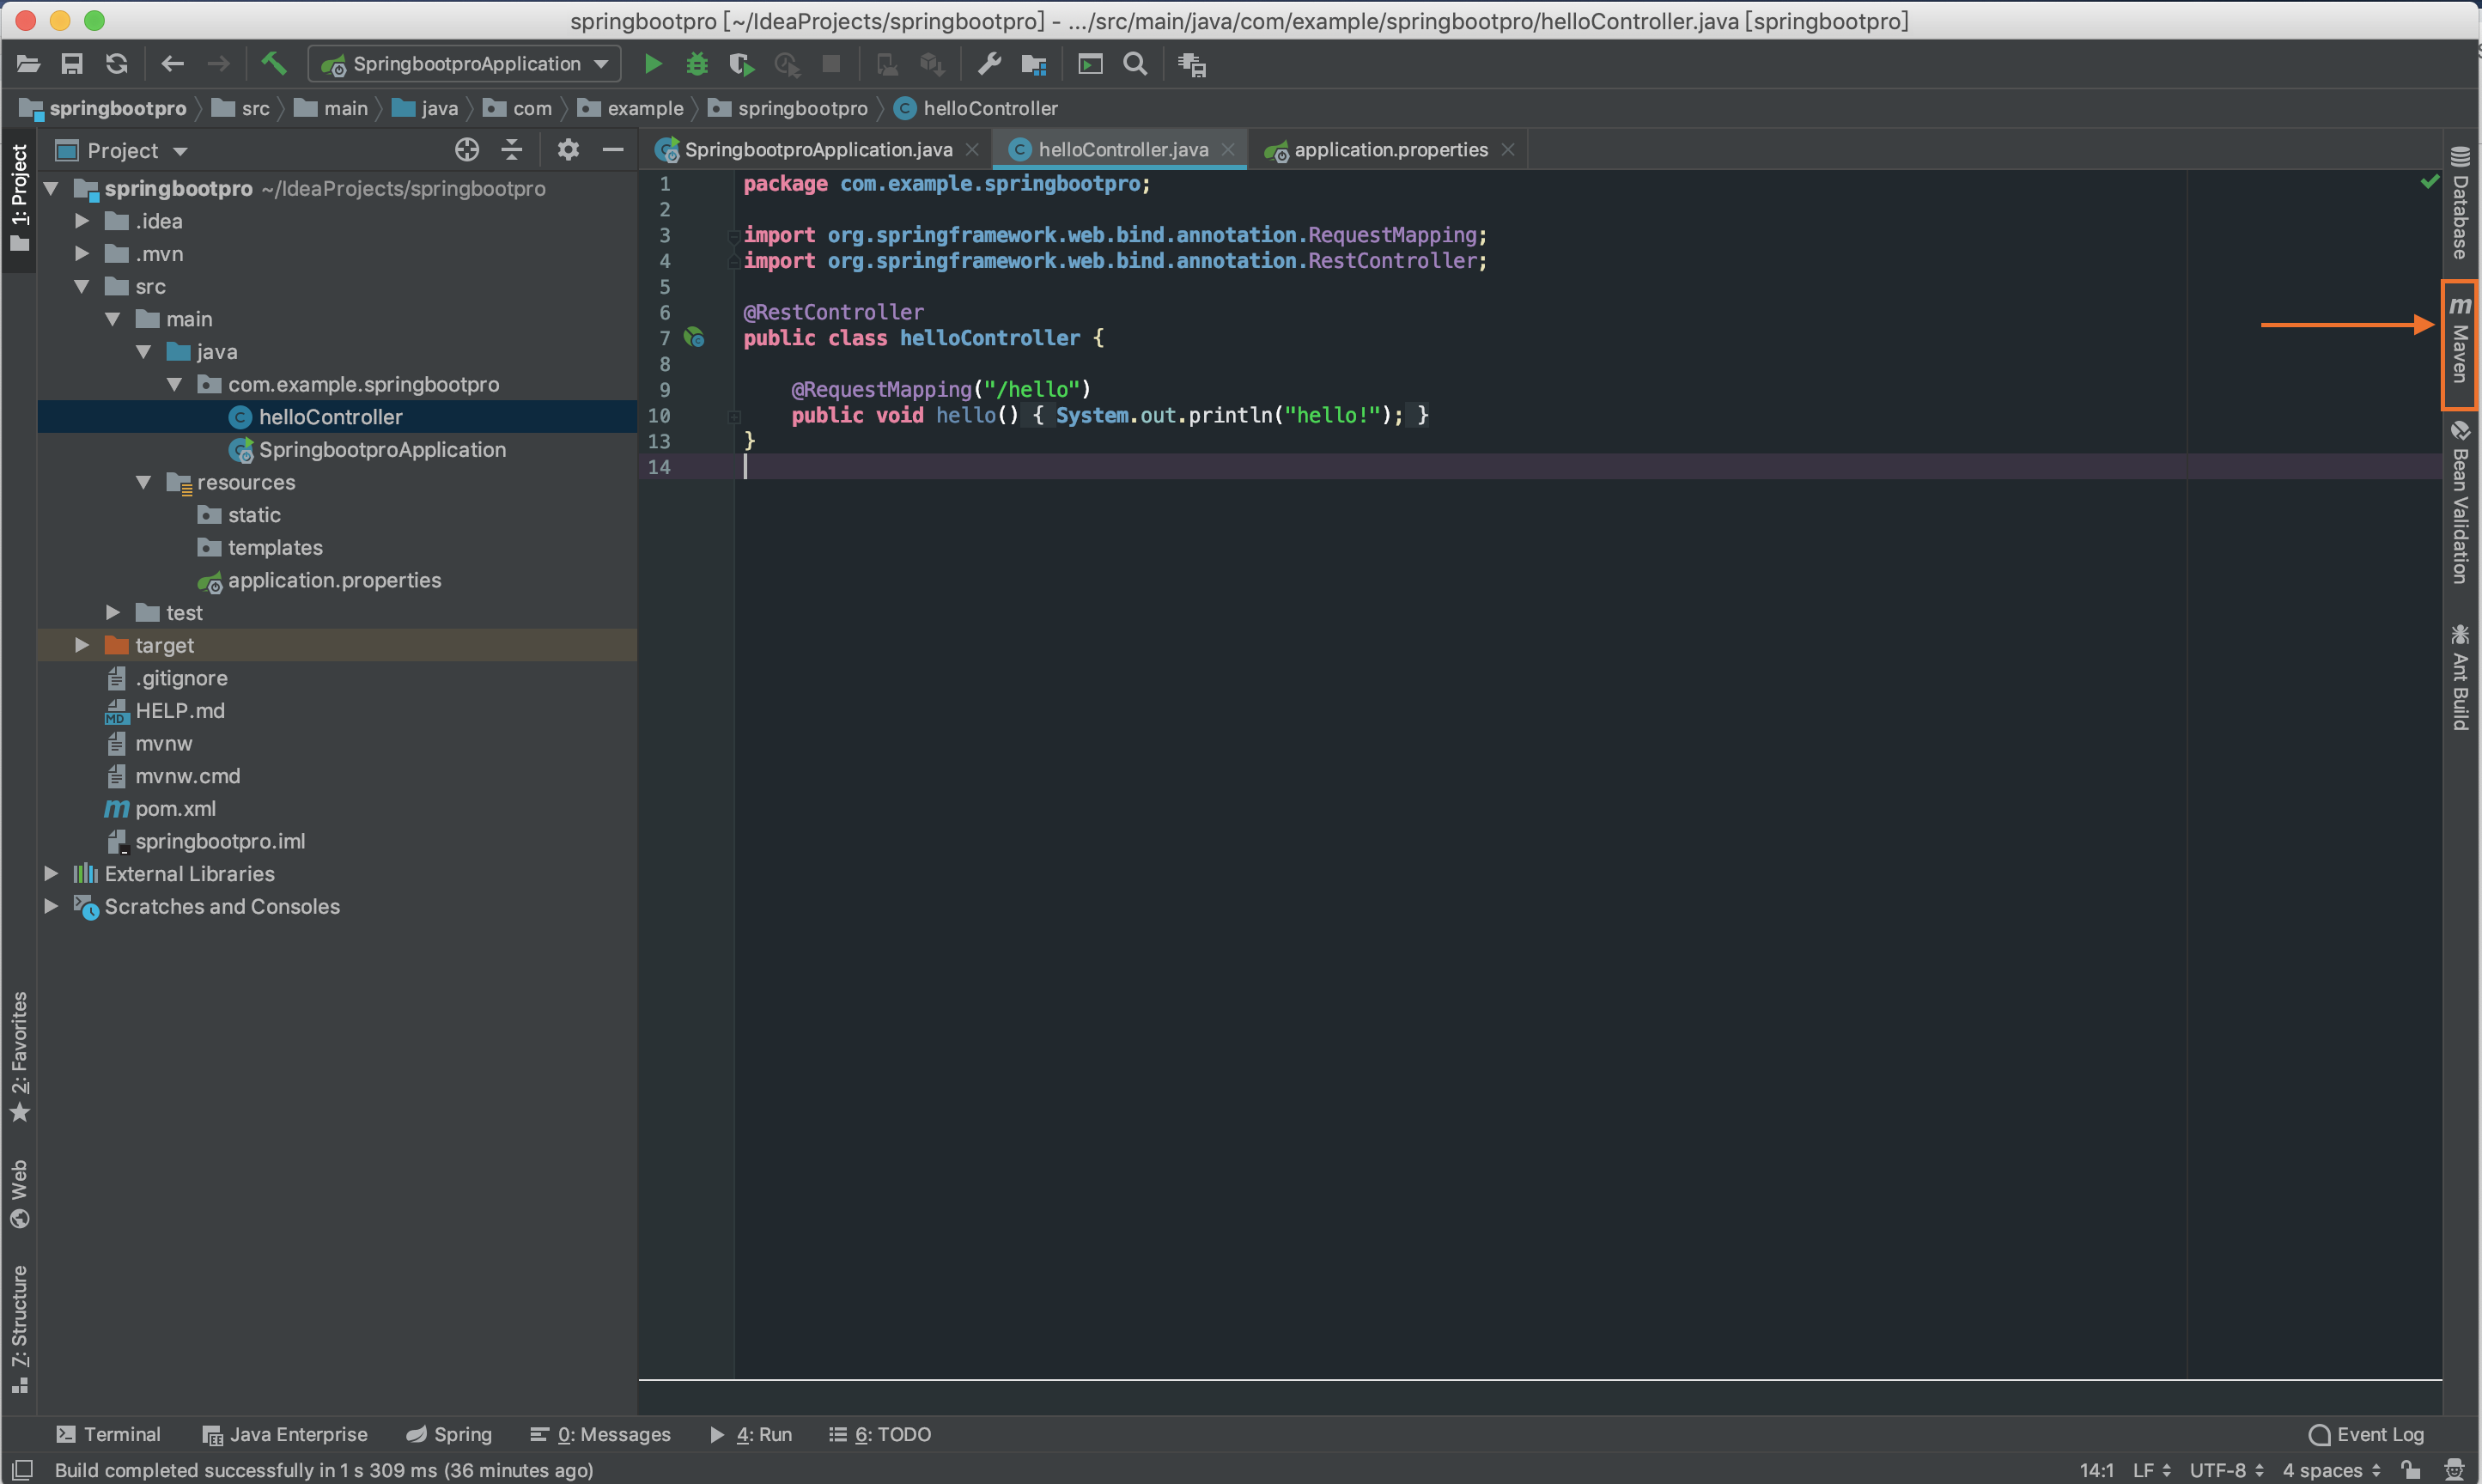 springbootpro [~/IdeaProjects/springbootpro] - .../src/main/java/com/example/springbootpro/helloController.java [springbootpro]
SpringbootproApplication
springbootpro src main java com example springbootpro helloController
1: Project
Project
springbootpro ~/IdeaProjects/springbootpro
.idea
.mvn
src
main
java
com.example.springbootpro
helloController
SpringbootproApplication
resources
static
templates
application.properties
test
target
.gitignore
HELP.md
mvnw
mvnw.cmd
pom.xml
springbootpro.iml
External Libraries
Scratches and Consoles
2: Favorites
Web
7: Structure
SpringbootproApplication.java helloController.java application.properties
1 package com.example.springbootpro;
2
3 import org.springframework.web.bind.annotation.RequestMapping;
4 import org.springframework.web.bind.annotation.RestController;
5
6 @RestController
7 public class helloController {
8
9 @RequestMapping("/hello")
10 public void hello() { System.out.println("hello!"); }
13 }
14
Database
Maven
Bean Validation
Ant Build
Terminal Java Enterprise Spring 0: Messages 4: Run 6: TODO Event Log
Build completed successfully in 1 s 309 ms (36 minutes ago) 14:1 LF UTF-8 4 spaces